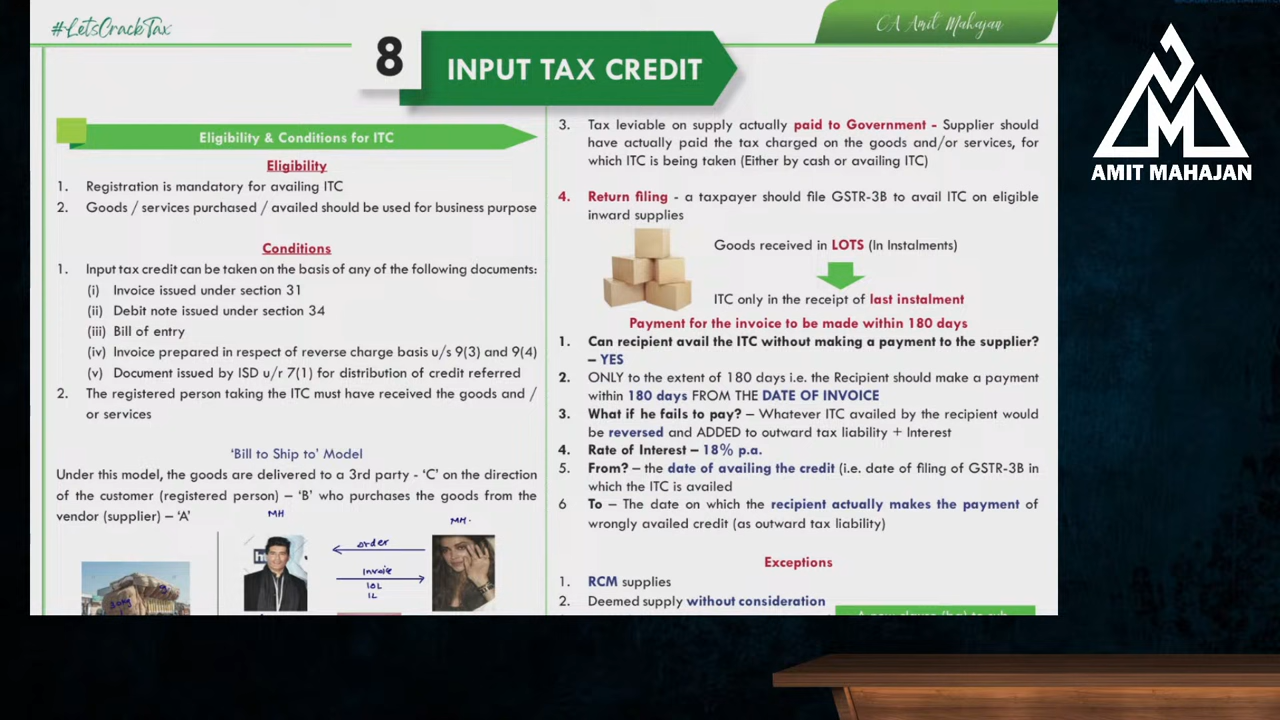 #LetsCrackTax
CA Amit Mahajan
8
INPUT TAX CREDIT
Eligibility & Conditions for ITC
Eligibility
1. Registration is mandatory for availing ITC
2. Goods / services purchased / availed should be used for business purpose
Conditions
1. Input tax credit can be taken on the basis of any of the following documents:
(i) Invoice issued under section 31
(ii) Debit note issued under section 34
(iii) Bill of entry
(iv) Invoice prepared in respect of reverse charge basis u/s 9(3) and 9(4)
(v) Document issued by ISD u/r 7(1) for distribution of credit referred
2. The registered person taking the ITC must have received the goods and /
or services
'Bill to Ship to' Model
Under this model, the goods are delivered to a 3rd party - 'C' on the direction
of the customer (registered person) – 'B' who purchases the goods from the
vendor (supplier) – 'A'
MH
MH.
order
Invoice
10L
1L
3. Tax leviable on supply actually paid to Government - Supplier should
have actually paid the tax charged on the goods and/or services, for
which ITC is being taken (Either by cash or availing ITC)
4. Return filing - a taxpayer should file GSTR-3B to avail ITC on eligible
inward supplies
Goods received in LOTS (In Instalments)
ITC only in the receipt of last instalment
Payment for the invoice to be made within 180 days
1. Can recipient avail the ITC without making a payment to the supplier?
– YES
2. ONLY to the extent of 180 days i.e. the Recipient should make a payment
within 180 days FROM THE DATE OF INVOICE
3. What if he fails to pay? – Whatever ITC availed by the recipient would
be reversed and ADDED to outward tax liability + Interest
4. Rate of Interest – 18% p.a.
5. From? – the date of availing the credit (i.e. date of filing of GSTR-3B in
which the ITC is availed
6 To – The date on which the recipient actually makes the payment of
wrongly availed credit (as outward tax liability)
Exceptions
1. RCM supplies
2. Deemed supply without consideration
AMIT MAHAJAN